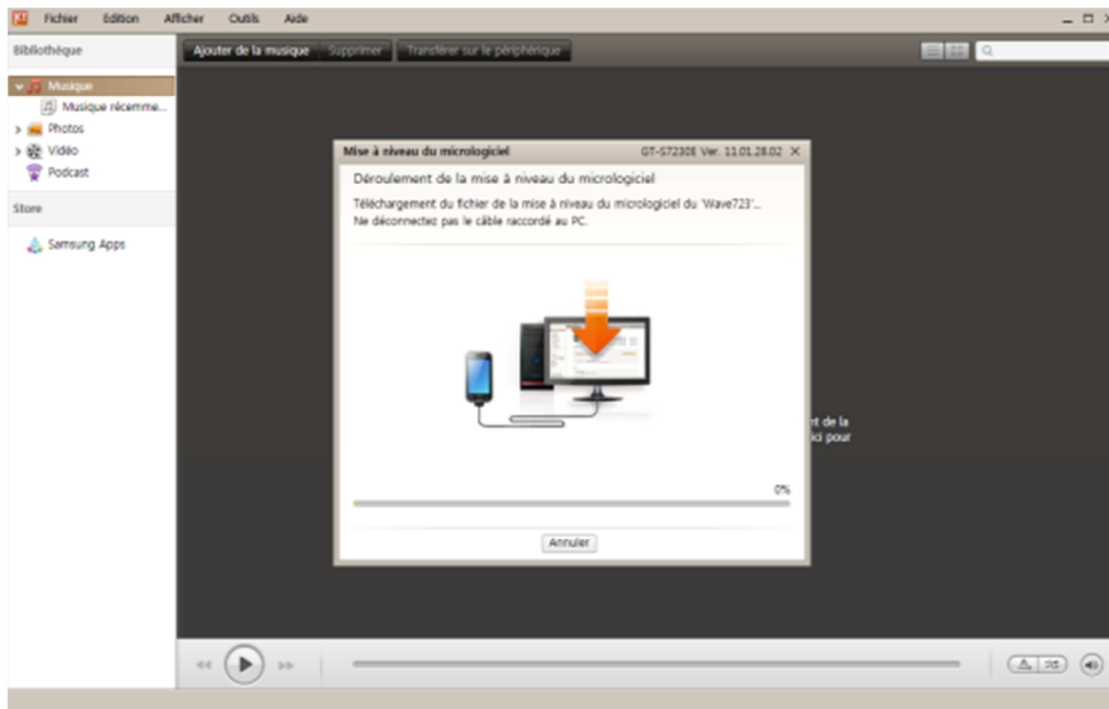 Fichier Edition Afficher Outils Aide
Bibliothèque
Ajouter de la musique Supprimer Transférer sur le périphérique
Musique
Musique récemme...
Photos
Vidéo
Podcast
Store
Samsung Apps
Mise à niveau du micrologiciel GT-S7230E Ver. 11.01.28.02
Déroulement de la mise à niveau du micrologiciel
Téléchargement du fichier de la mise à niveau du micrologiciel du 'Wave723'...
Ne déconnectez pas le câble raccordé au PC.
nt de la
ici pour
0%
Annuler